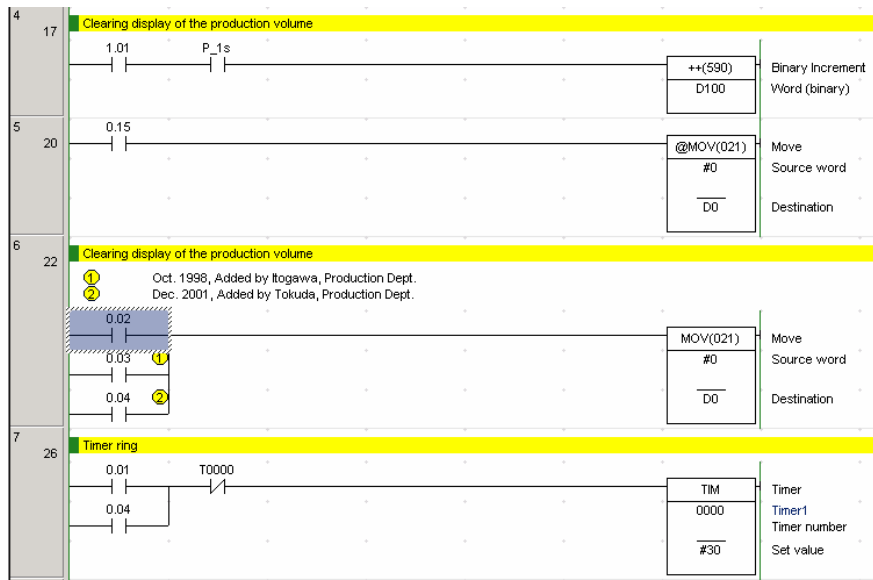 4
17
Clearing display of the production volume
1.01 P_1s
++(590) Binary Increment
D100 Word (binary)
5
20
0.15
@MOV(021) Move
#0 Source word
D0 Destination
6
22
Clearing display of the production volume
1 Oct. 1998, Added by Itogawa, Production Dept.
2 Dec. 2001, Added by Tokuda, Production Dept.
0.02
MOV(021) Move
0.03 1 #0 Source word
0.04 2 D0 Destination
7
26
Timer ring
0.01 T0000
TIM Timer
0.04 0000 Timer1
Timer number
#30 Set value